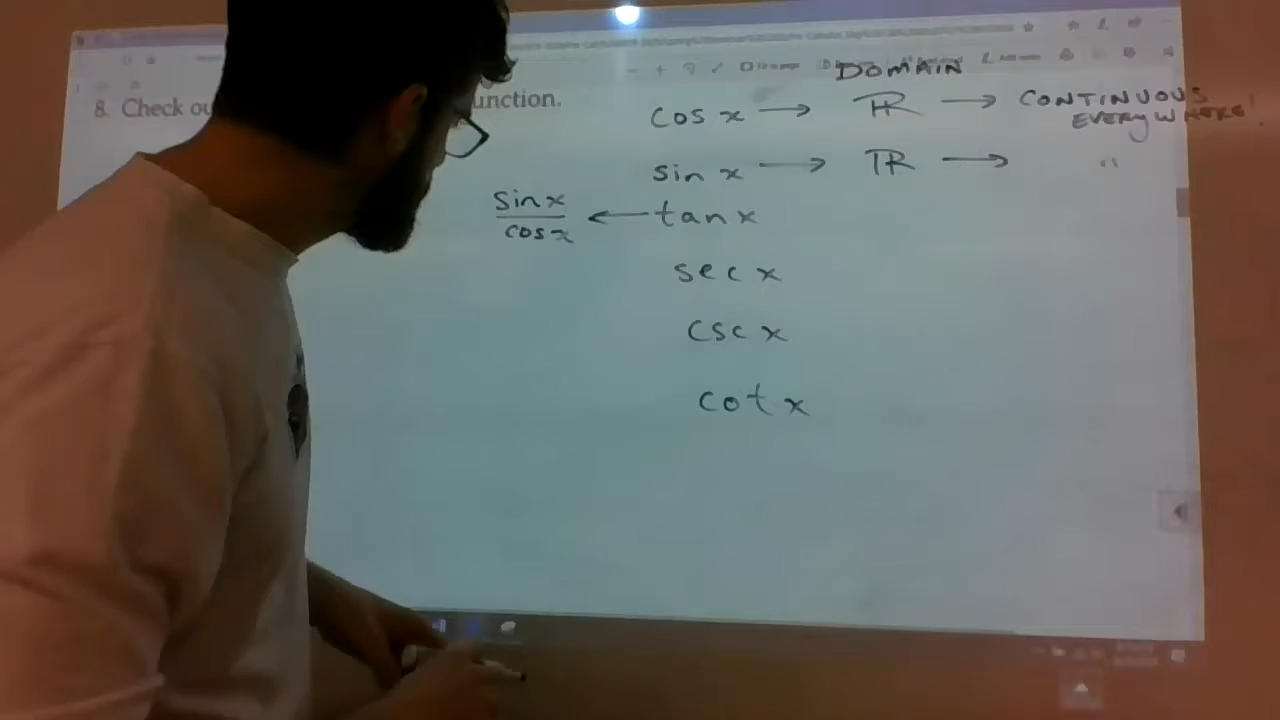 DOMAIN
8. Check ou unction.
cos x → ℝ → CONTINUOUS EVERYWHERE!
sin x → ℝ → "
sin x / cos x ← tan x
sec x
csc x
cot x